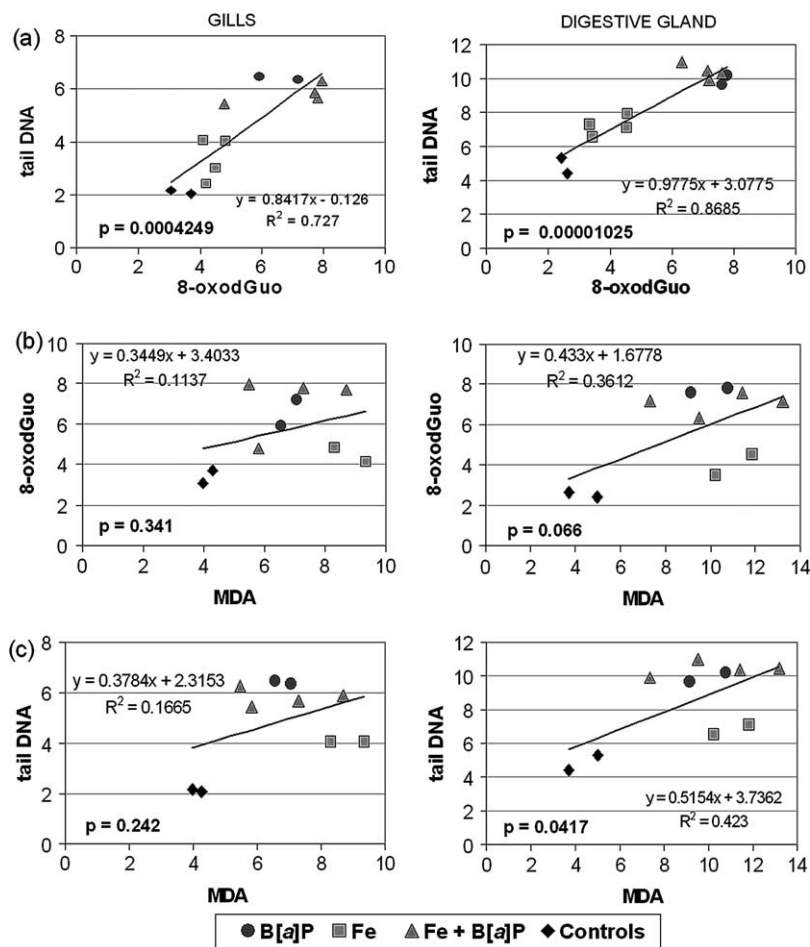 GILLS
DIGESTIVE GLAND
(a)
8
6
4
2
0
tail DNA
y = 0.8417x - 0.126
R2 = 0.727
p = 0.0004249
0 2 4 6 8 10
8-oxodGuo
12
10
8
6
4
2
0
tail DNA
y = 0.9775x + 3.0775
R2 = 0.8685
p = 0.00001025
0 2 4 6 8 10
8-oxodGuo
(b)
10
8
6
4
2
0
8-oxodGuo
y = 0.3449x + 3.4033
R2 = 0.1137
p = 0.341
0 2 4 6 8 10
MDA
10
8
6
4
2
0
8-oxodGuo
y = 0.433x + 1.6778
R2 = 0.3612
p = 0.066
0 2 4 6 8 10 12 14
MDA
(c)
8
6
4
2
0
tail DNA
y = 0.3784x + 2.3153
R2 = 0.1665
p = 0.242
0 2 4 6 8 10
MDA
12
10
8
6
4
2
0
tail DNA
y = 0.5154x + 3.7362
R2 = 0.423
p = 0.0417
0 2 4 6 8 10 12 14
MDA
B[a]P Fe Fe + B[a]P Controls